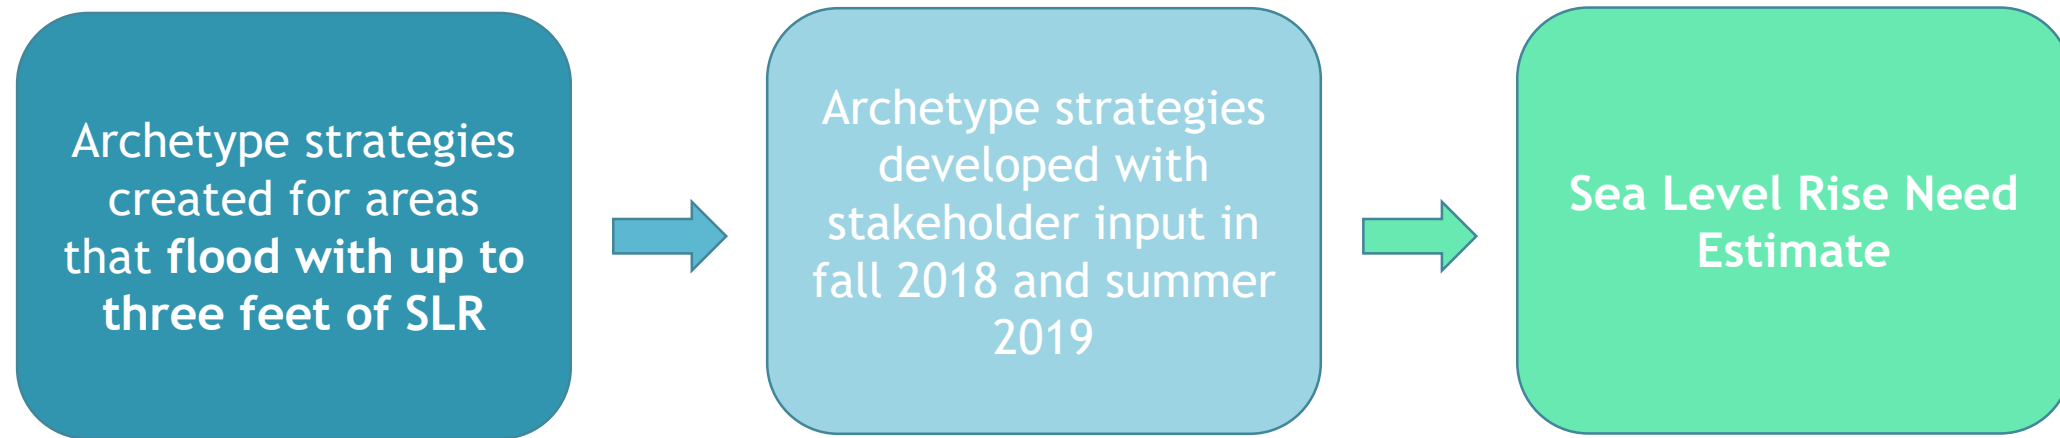 Archetype strategies
created for areas
that flood with up to
three feet of SLR
Archetype strategies
developed with
stakeholder input in
fall 2018 and summer
2019
Sea Level Rise Need
Estimate